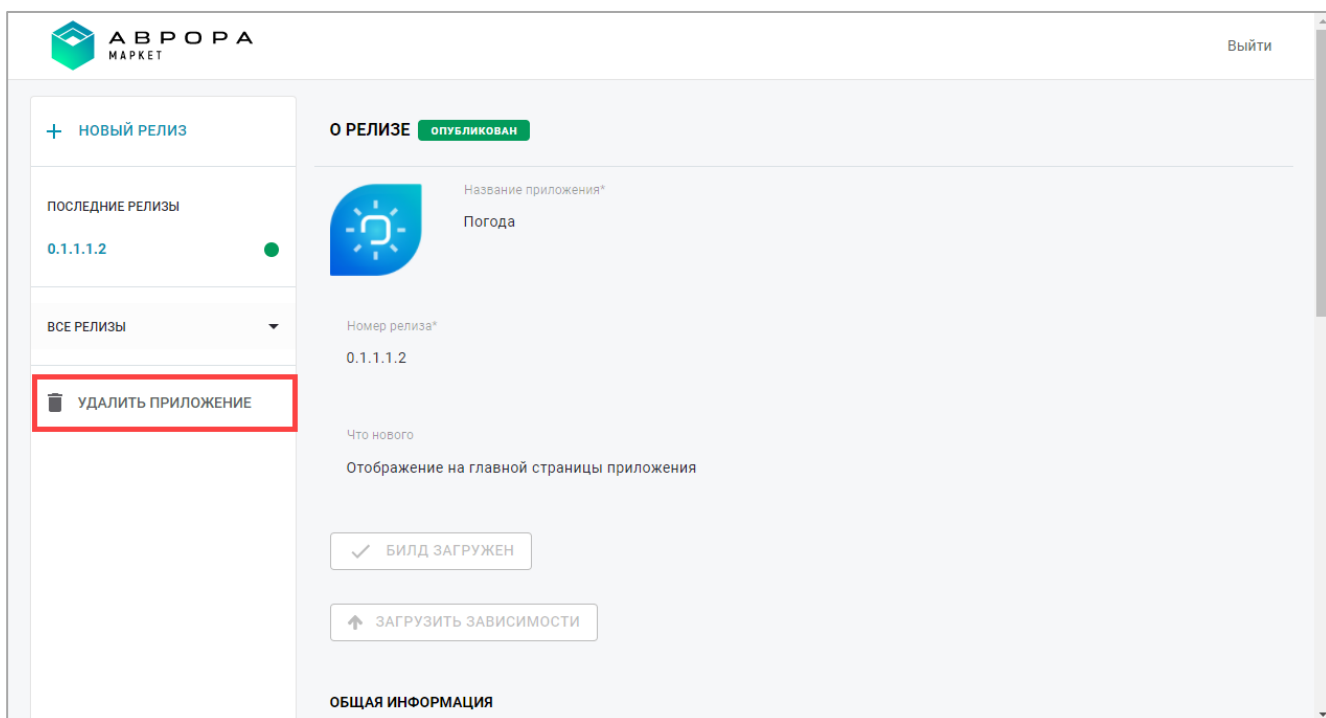 АВРОРА
МАРКЕТ
Выйти
НОВЫЙ РЕЛИЗ
ПОСЛЕДНИЕ РЕЛИЗЫ
0.1.1.1.2
ВСЕ РЕЛИЗЫ
УДАЛИТЬ ПРИЛОЖЕНИЕ
О РЕЛИЗЕ ОПУБЛИКОВАН
Название приложения*
Погода
Номер релиза*
0.1.1.1.2
Что нового
Отображение на главной страницы приложения
БИЛД ЗАГРУЖЕН
ЗАГРУЗИТЬ ЗАВИСИМОСТИ
ОБЩАЯ ИНФОРМАЦИЯ